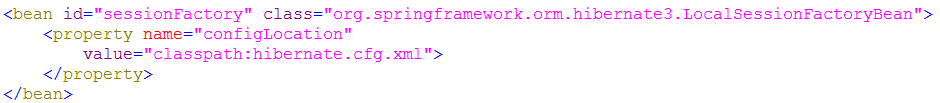 <bean id="sessionFactory" class="org.springframework.orm.hibernate3.LocalSessionFactoryBean">
    <property name="configLocation"
        value="classpath:hibernate.cfg.xml">
    </property>
</bean>